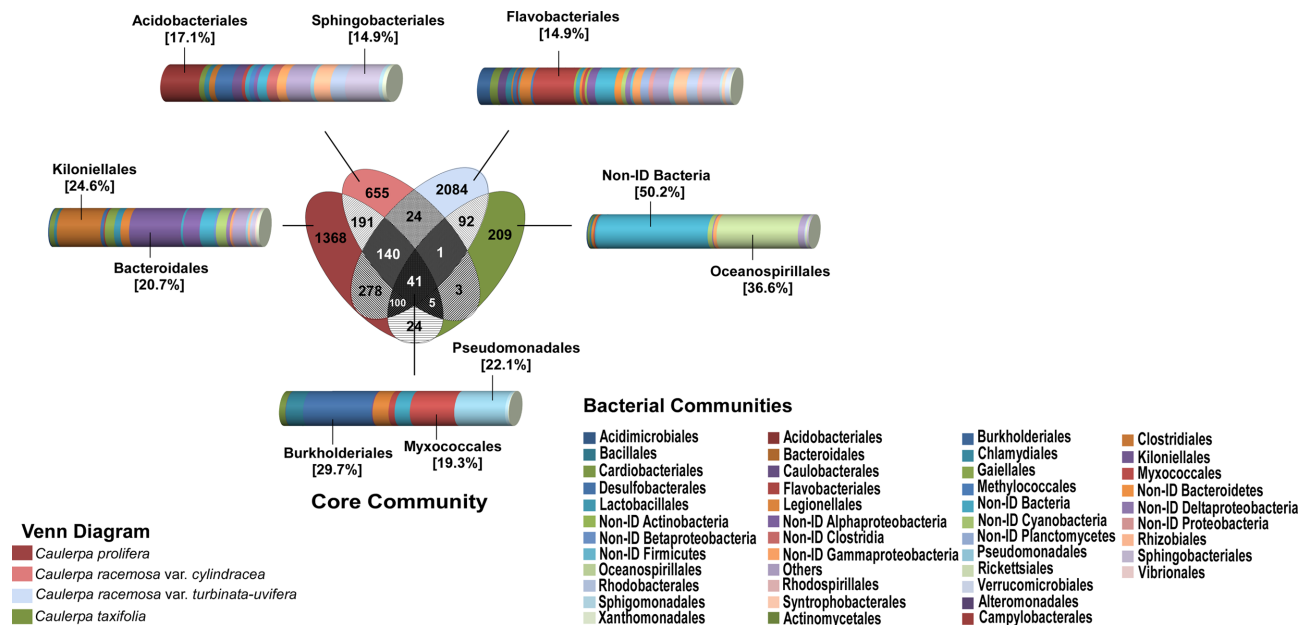 Acidobacteriales
[17.1%]
Sphingobacteriales
[14.9%]
Flavobacteriales
[14.9%]
Kiloniellales
[24.6%]
Bacteroidales
[20.7%]
Non-ID Bacteria
[50.2%]
Oceanospirillales
[36.6%]
655
2084
191
24
92
1368
209
140
1
41
278
3
100
5
24
Pseudomonadales
[22.1%]
Burkholderiales
[29.7%]
Myxococcales
[19.3%]
Core Community
Venn Diagram
Caulerpa prolifera
Caulerpa racemosa var. cylindracea
Caulerpa racemosa var. turbinata-uvifera
Caulerpa taxifolia
Bacterial Communities
Acidimicrobiales
Bacillales
Cardiobacteriales
Desulfobacterales
Lactobacillales
Non-ID Actinobacteria
Non-ID Betaproteobacteria
Non-ID Firmicutes
Oceanospirillales
Rhodobacterales
Sphigomonadales
Xanthomonadales
Acidobacteriales
Bacteroidales
Caulobacterales
Flavobacteriales
Legionellales
Non-ID Alphaproteobacteria
Non-ID Clostridia
Non-ID Gammaproteobacteria
Others
Rhodospirillales
Syntrophobacterales
Actinomycetales
Burkholderiales
Chlamydiales
Gaiellales
Methylococcales
Non-ID Bacteria
Non-ID Cyanobacteria
Non-ID Planctomycetes
Pseudomonadales
Rickettsiales
Verrucomicrobiales
Alteromonadales
Campylobacterales
Clostridiales
Kiloniellales
Myxococcales
Non-ID Bacteroidetes
Non-ID Deltaproteobacteria
Non-ID Proteobacteria
Rhizobiales
Sphingobacteriales
Vibrionales